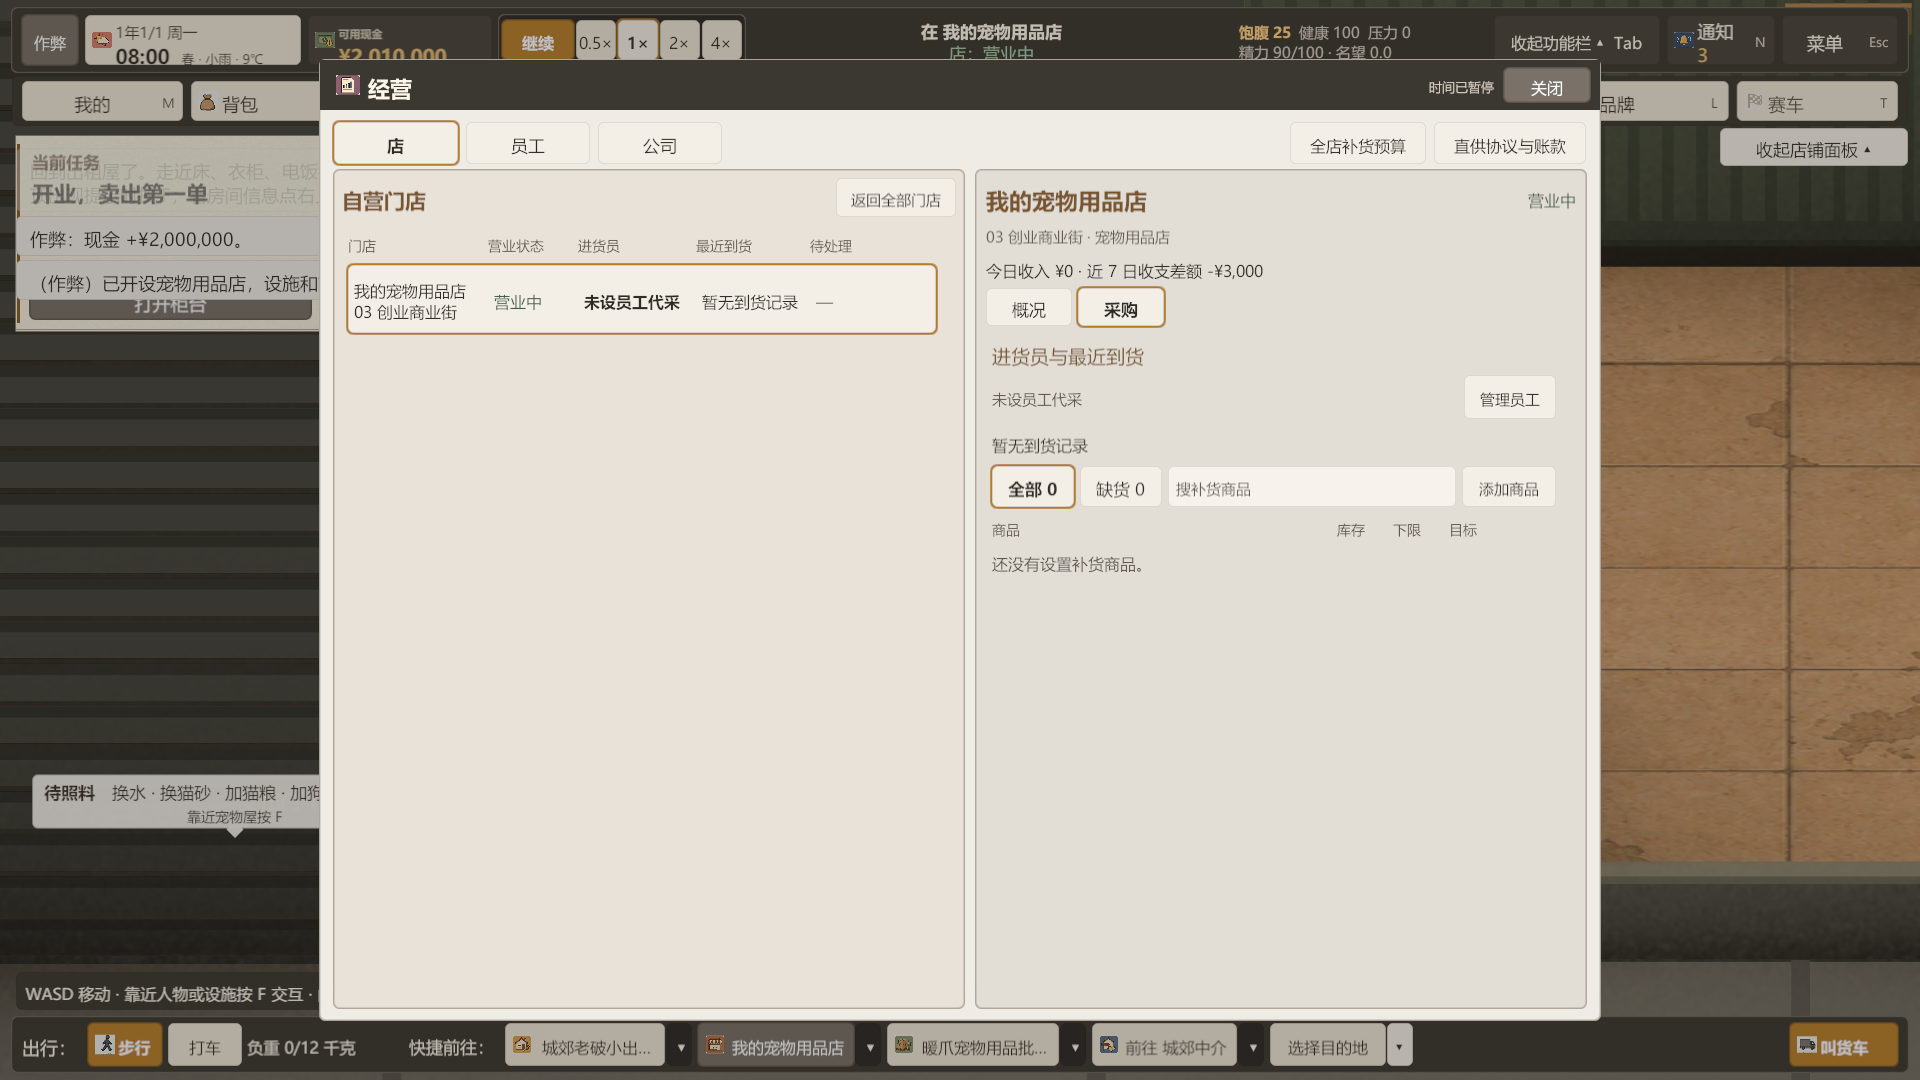 作弊
1年1/1 周一
08:00 春 · 小雨 · 9℃
可用现金
¥2,010,000
继续
0.5×
1×
2×
4×
在 我的宠物用品店
店：营业中
饱腹 25 健康 100 压力 0
精力 90/100 · 名望 0.0
收起功能栏 ▴ Tab
通知
3
N
菜单 Esc
我的 M
背包
品牌 L
赛车 T
收起店铺面板 ▴
当前任务
开业，卖出第一单
作弊：现金 +¥2,000,000。
（作弊）已开设宠物用品店，设施和
打开柜台
经营
时间已暂停
关闭
店
员工
公司
全店补货预算
直供协议与账款
自营门店
返回全部门店
门店 营业状态 进货员 最近到货 待处理
我的宠物用品店
03 创业商业街
营业中 未设员工代采 暂无到货记录 —
我的宠物用品店
营业中
03 创业商业街 · 宠物用品店
今日收入 ¥0 · 近 7 日收支差额 -¥3,000
概况
采购
进货员与最近到货
未设员工代采
管理员工
暂无到货记录
全部 0
缺货 0
搜补货商品
添加商品
商品 库存 下限 目标
还没有设置补货商品。
待照料 换水 · 换猫砂 · 加猫粮 · 加狗
靠近宠物屋按 F
WASD 移动 · 靠近人物或设施按 F 交互 ·
出行：
步行
打车
负重 0/12 千克
快捷前往：
城郊老破小出... ▾
我的宠物用品店 ▾
暖爪宠物用品批... ▾
前往 城郊中介 ▾
选择目的地 ▾
叫货车